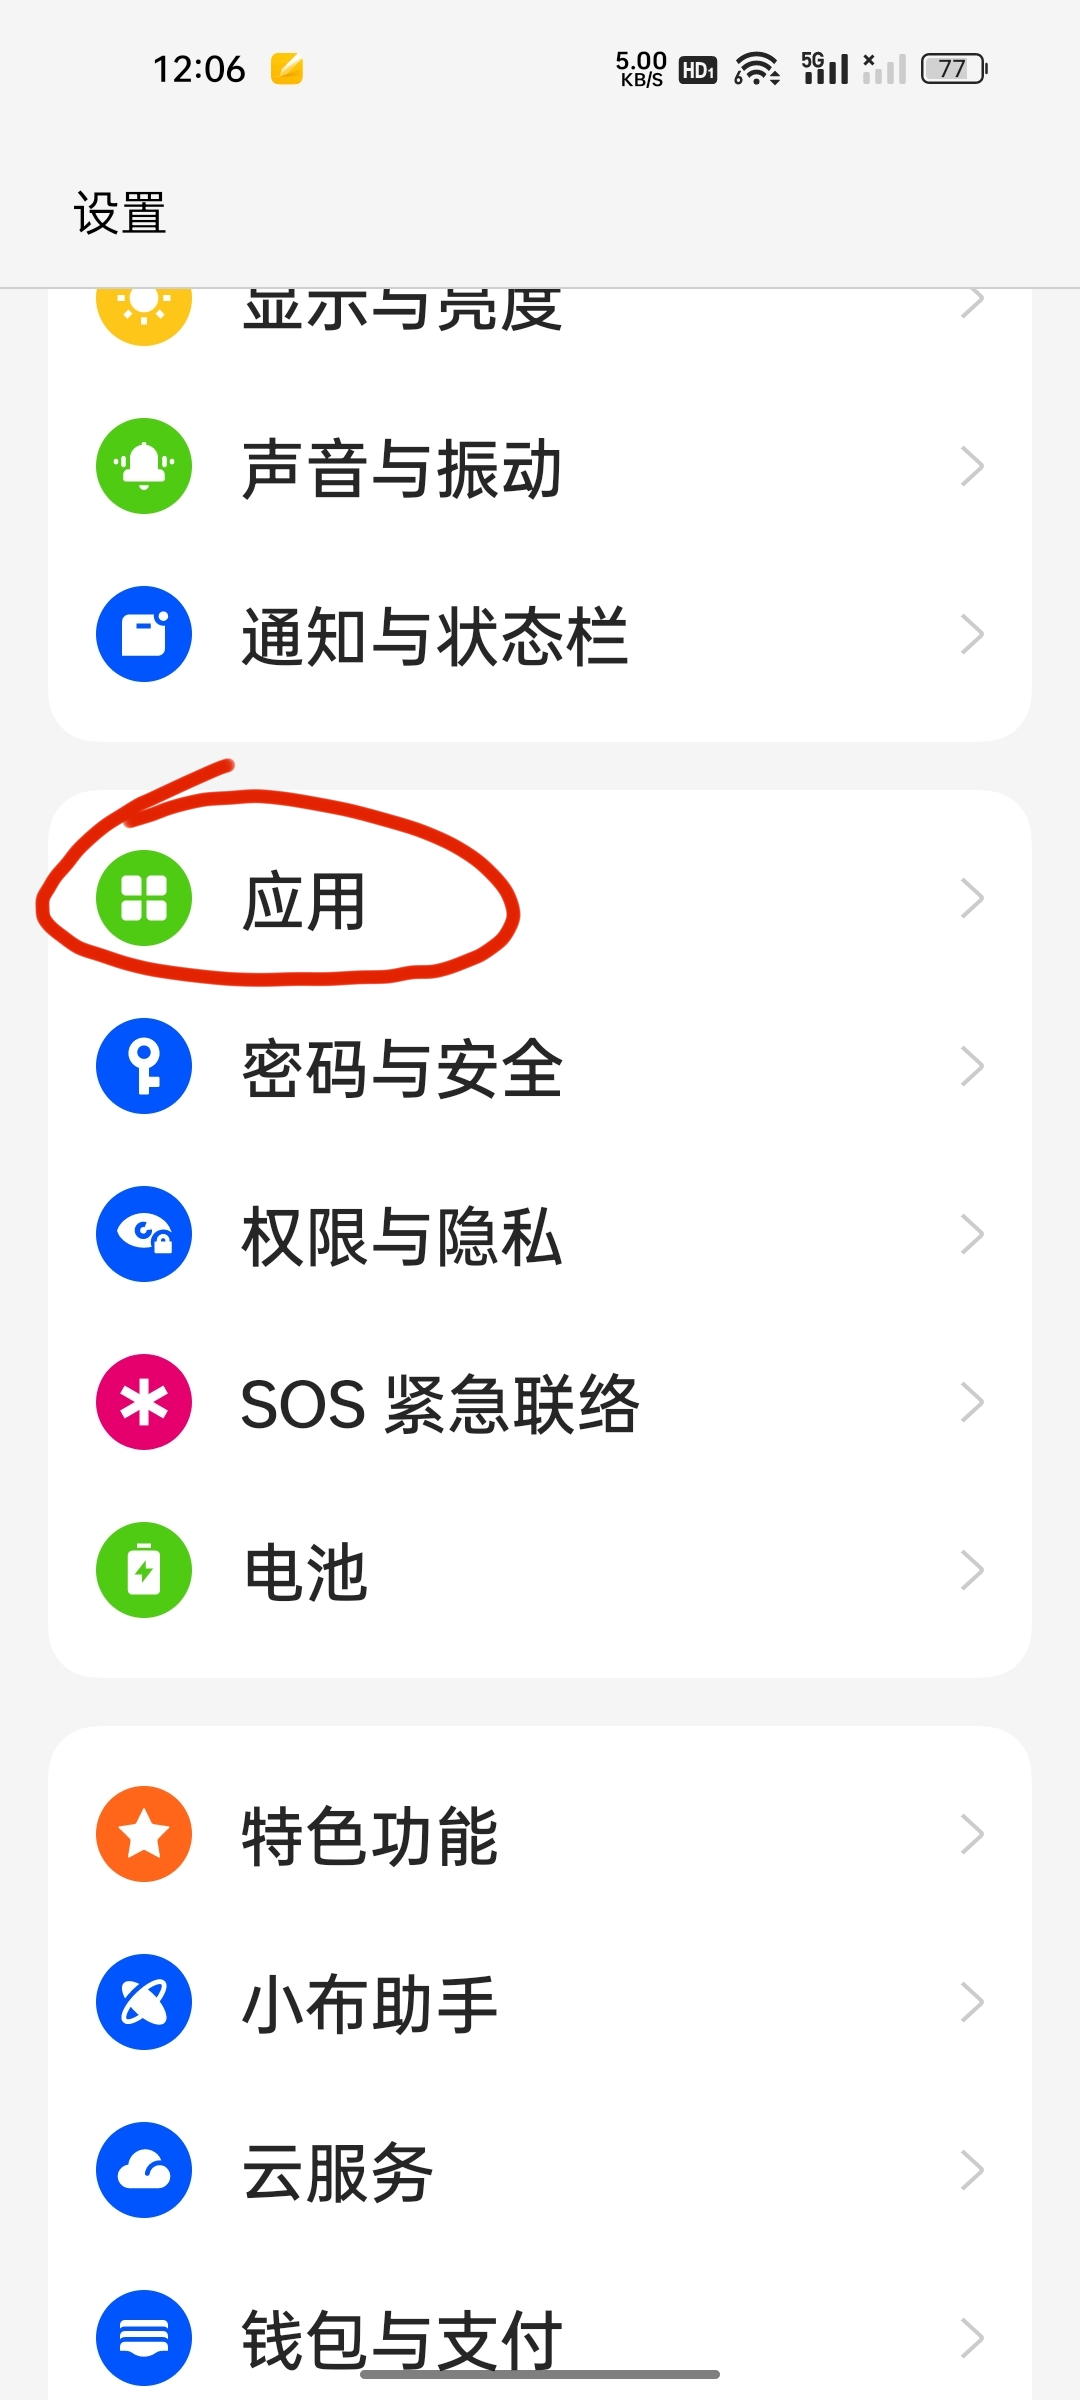 12:06 5.00 KB/S HD1 6 5G 77
设置
显示与亮度
声音与振动
通知与状态栏
应用
密码与安全
权限与隐私
SOS 紧急联络
电池
特色功能
小布助手
云服务
钱包与支付